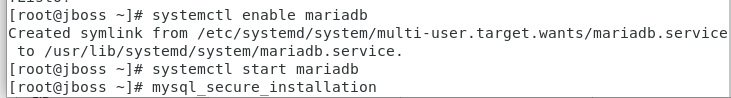 [root@jboss ~]# systemctl enable mariadb
Created symlink from /etc/systemd/system/multi-user.target.wants/mariadb.service
 to /usr/lib/systemd/system/mariadb.service.
[root@jboss ~]# systemctl start mariadb
[root@jboss ~]# mysql_secure_installation